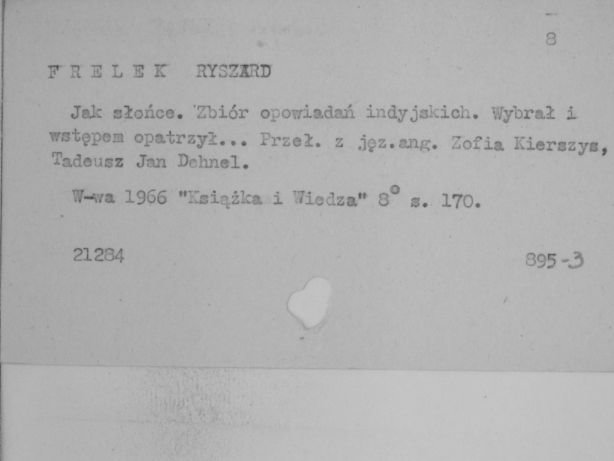 8
F R E L E K RYSZARD
Jak słońce. Zbiór opowiadań indyjskich. Wybrał i
wstępem opatrzył... Przeł. z jęz.ang. Zofia Kierszys,
Tadeusz Jan Dehnel.
W-wa 1966 "Książka i Wiedza" 8° s. 170.
21284
895-3